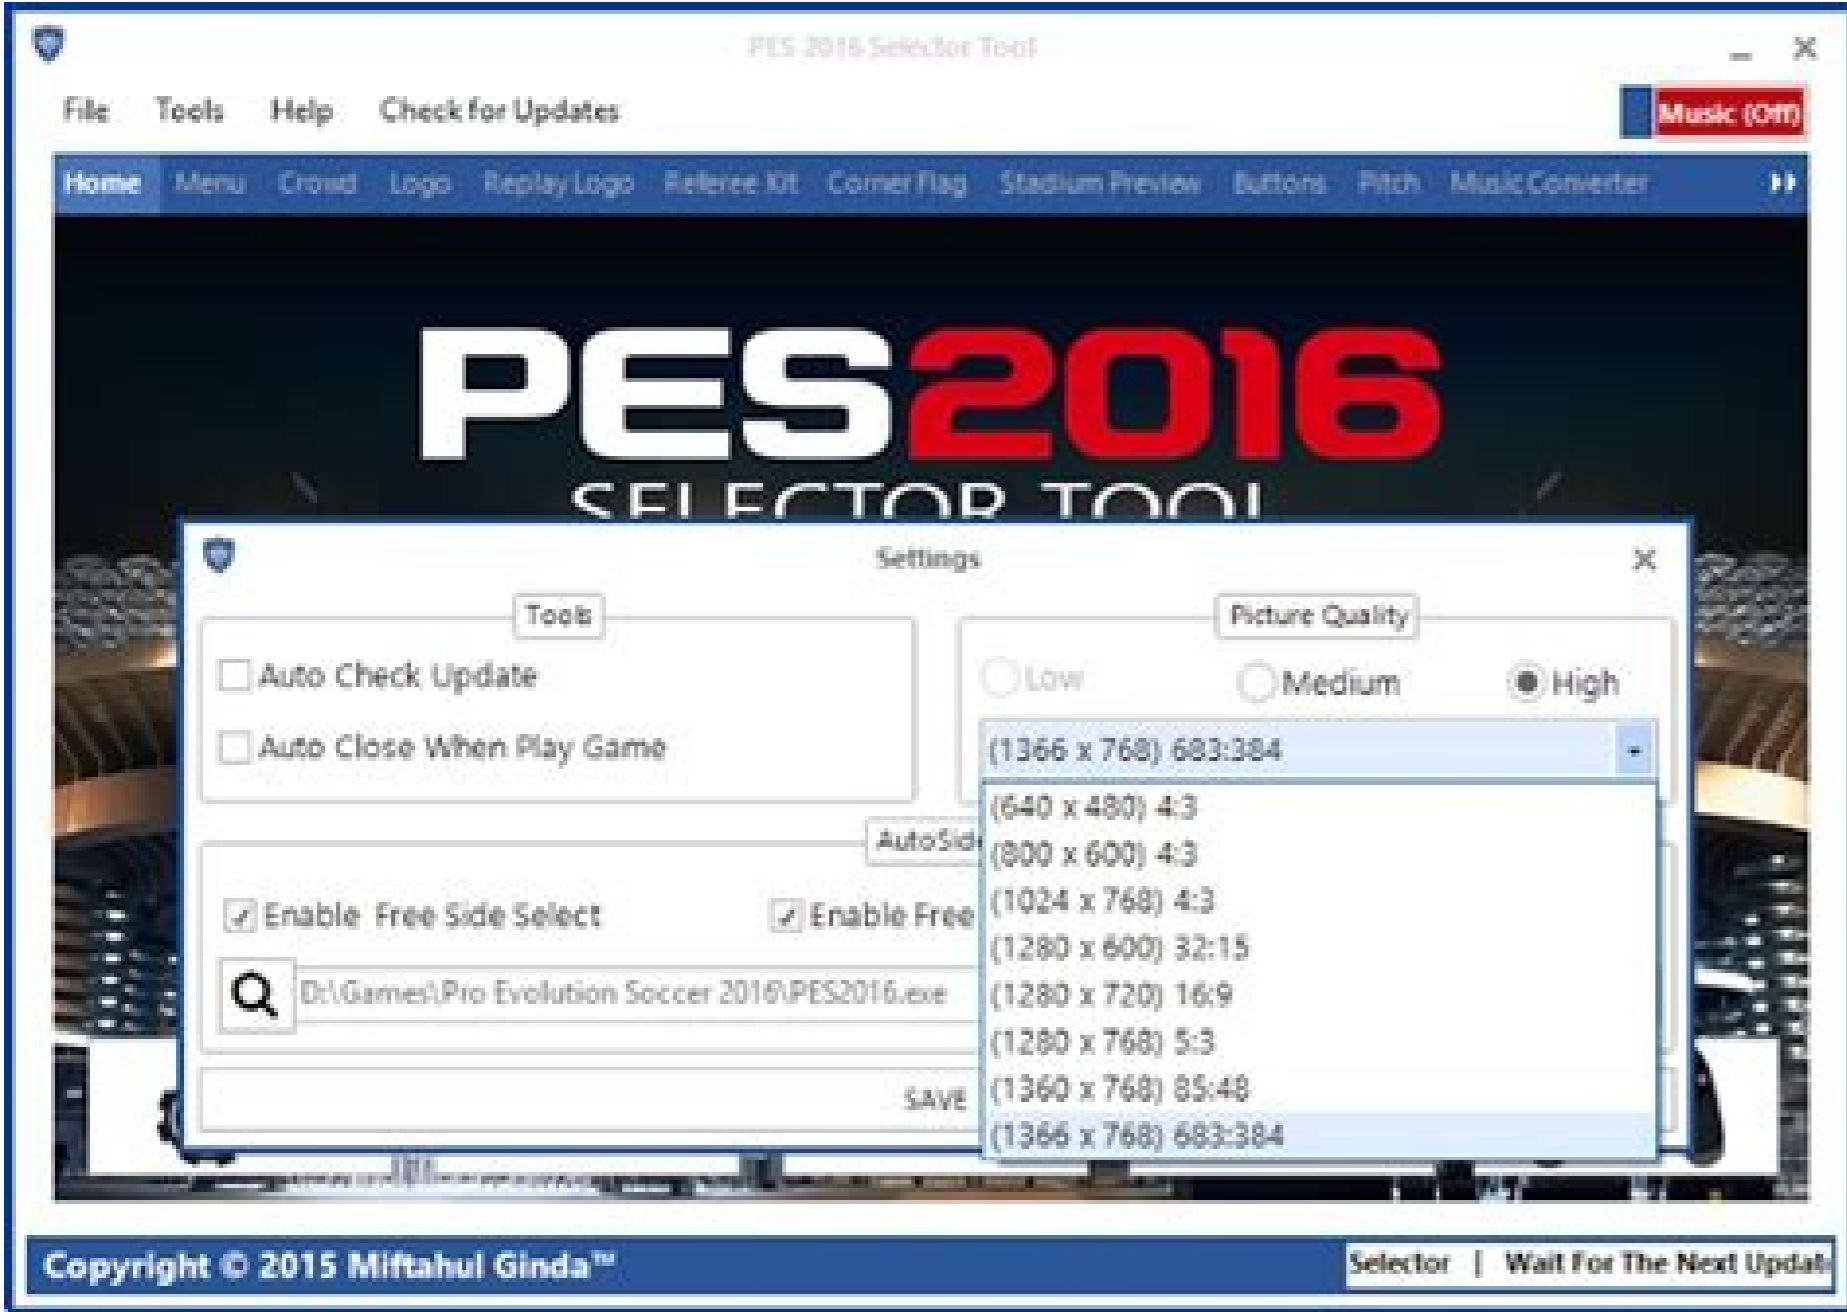 PES 2016 Selector Tool
File Tools Help Check for Updates
Music (Off)
Home Menu Crowd Logo Replay Logo Referee Kit Corner Flag Stadium Preview Buttons Pitch Music Converter
PES2016
SELECTOR TOOL
Settings
Tools
Auto Check Update
Auto Close When Play Game
Picture Quality
Low Medium High
(1366 x 768) 683:384
(640 x 480) 4:3
(800 x 600) 4:3
(1024 x 768) 4:3
(1280 x 600) 32:15
(1280 x 720) 16:9
(1280 x 768) 5:3
(1360 x 768) 85:48
(1366 x 768) 683:384
AutoSid
Enable Free Side Select
Enable Free
D:\Games\Pro Evolution Soccer 2016\PES2016.exe
SAVE
Copyright © 2015 Miftahul Ginda™
Selector | Wait For The Next Updat